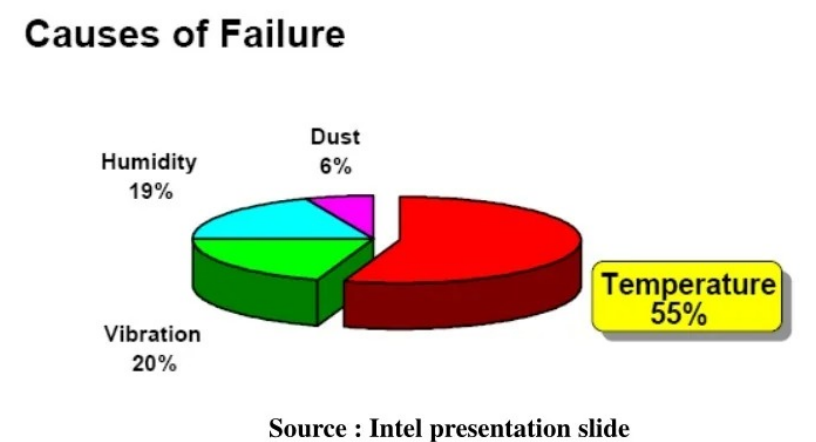 Causes of Failure
Dust
6%
Humidity
19%
Temperature
55%
Vibration
20%
Source : Intel presentation slide